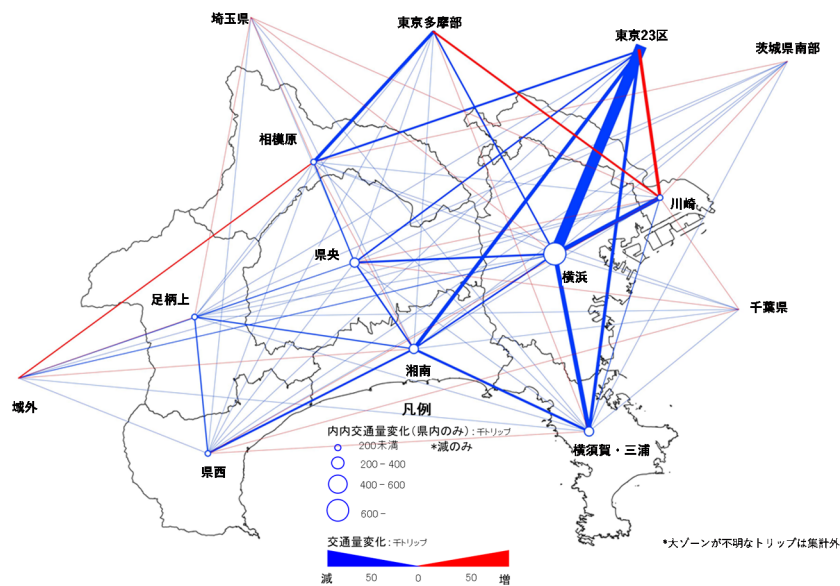 埼玉県
東京多摩部
東京23区
茨城県南部
相模原
川崎
県央
横浜
足柄上
千葉県
湘南
域外
凡例
県西
横須賀・三浦
内内交通量変化(県内のみ):千トリップ
200未満 *減のみ
200-400
400-600
600-
*大ゾーンが不明なトリップは集計外
交通量変化:千トリップ
減 50 0 50 増